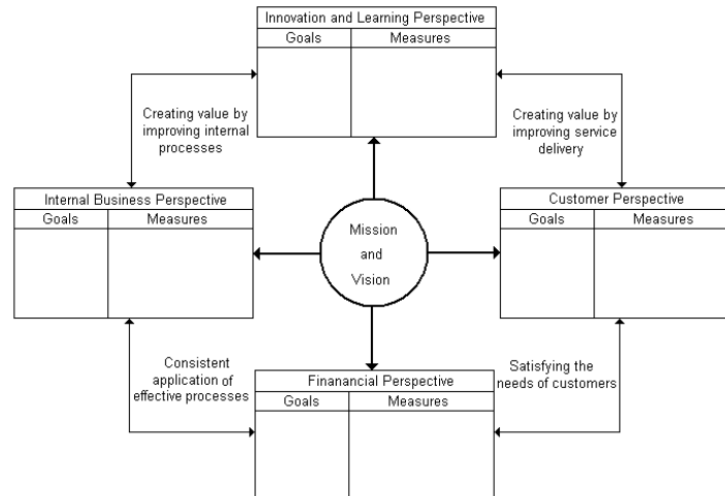 Innovation and Learning Perspective
Goals Measures
Creating value by
improving internal
processes
Creating value by
improving service
delivery
Internal Business Perspective
Goals Measures
Mission
and
Vision
Customer Perspective
Goals Measures
Consistent
application of
effective processes
Finanancial Perspective
Goals Measures
Satisfying the
needs of customers